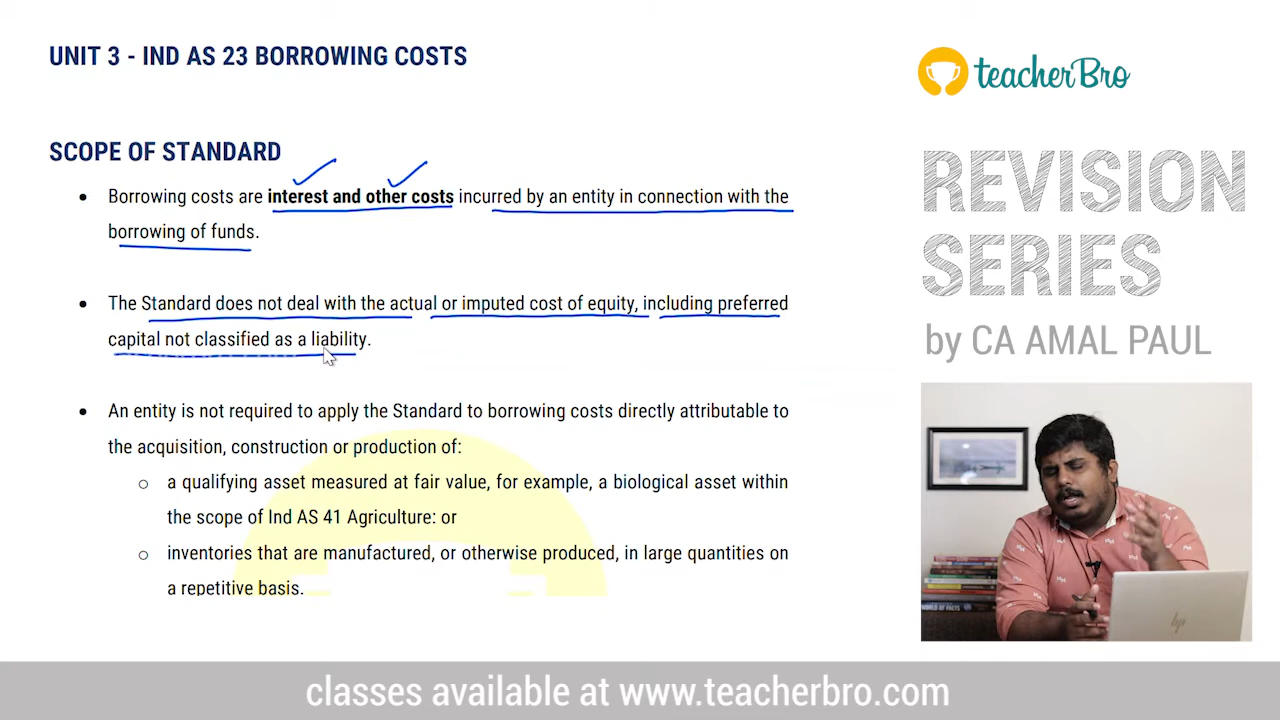 UNIT 3 - IND AS 23 BORROWING COSTS
teacherBro
SCOPE OF STANDARD
• Borrowing costs are interest and other costs incurred by an entity in connection with the
borrowing of funds.
• The Standard does not deal with the actual or imputed cost of equity, including preferred
capital not classified as a liability.
• An entity is not required to apply the Standard to borrowing costs directly attributable to
the acquisition, construction or production of:
o a qualifying asset measured at fair value, for example, a biological asset within
the scope of Ind AS 41 Agriculture: or
o inventories that are manufactured, or otherwise produced, in large quantities on
a repetitive basis.
REVISION
SERIES
by CA AMAL PAUL
WORLD OF FACTS
hp
classes available at www.teacherbro.com